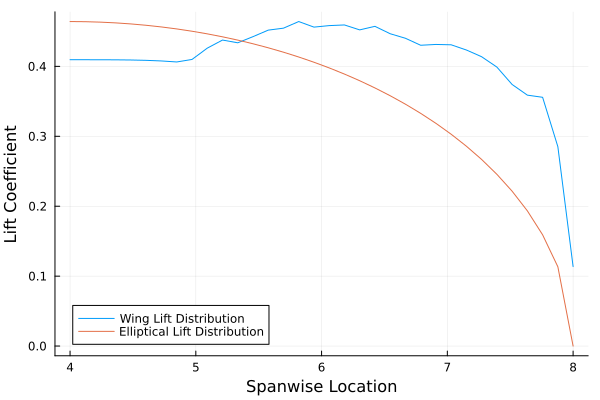 Lift Coefficient
0.4
0.3
0.2
0.1
0.0
Wing Lift Distribution
Elliptical Lift Distribution
4 5 6 7 8
Spanwise Location